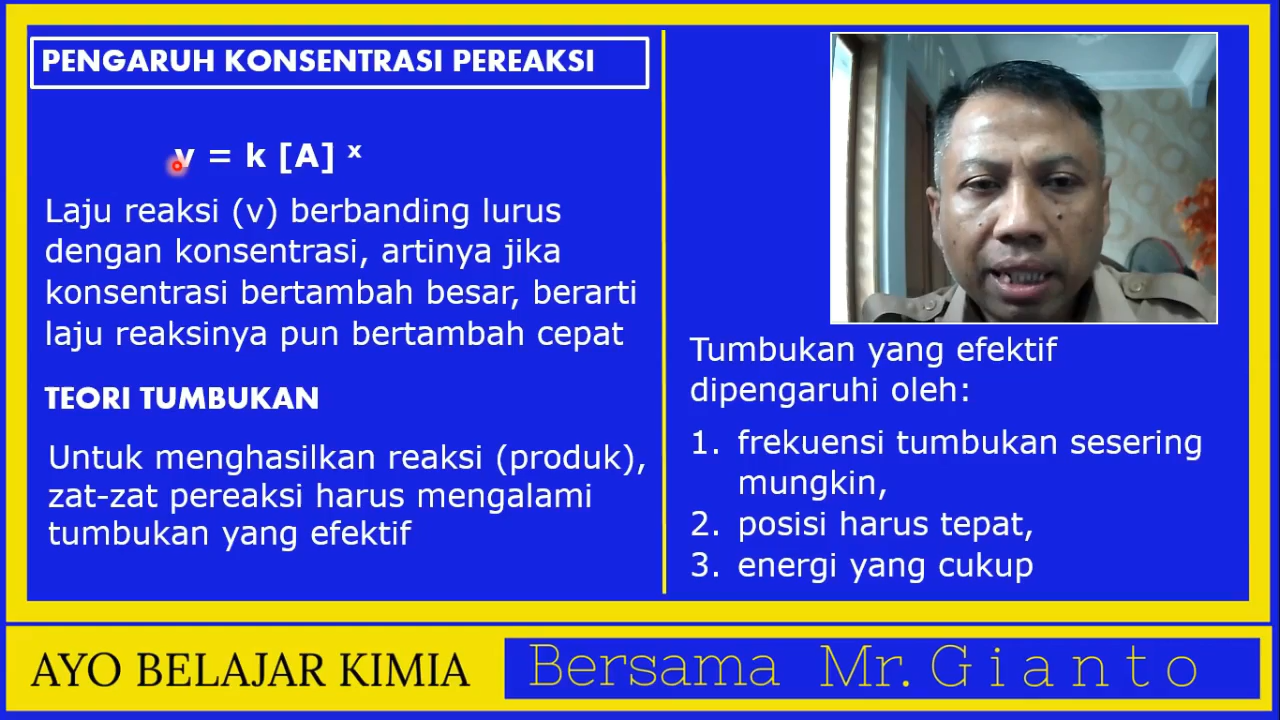 PENGARUH KONSENTRASI PEREAKSI
v = k [A] ˣ
Laju reaksi (v) berbanding lurus
dengan konsentrasi, artinya jika
konsentrasi bertambah besar, berarti
laju reaksinya pun bertambah cepat
TEORI TUMBUKAN
Untuk menghasilkan reaksi (produk),
zat-zat pereaksi harus mengalami
tumbukan yang efektif
Tumbukan yang efektif
dipengaruhi oleh:
1. frekuensi tumbukan sesering
mungkin,
2. posisi harus tepat,
3. energi yang cukup
AYO BELAJAR KIMIA
Bersama Mr. Gianto